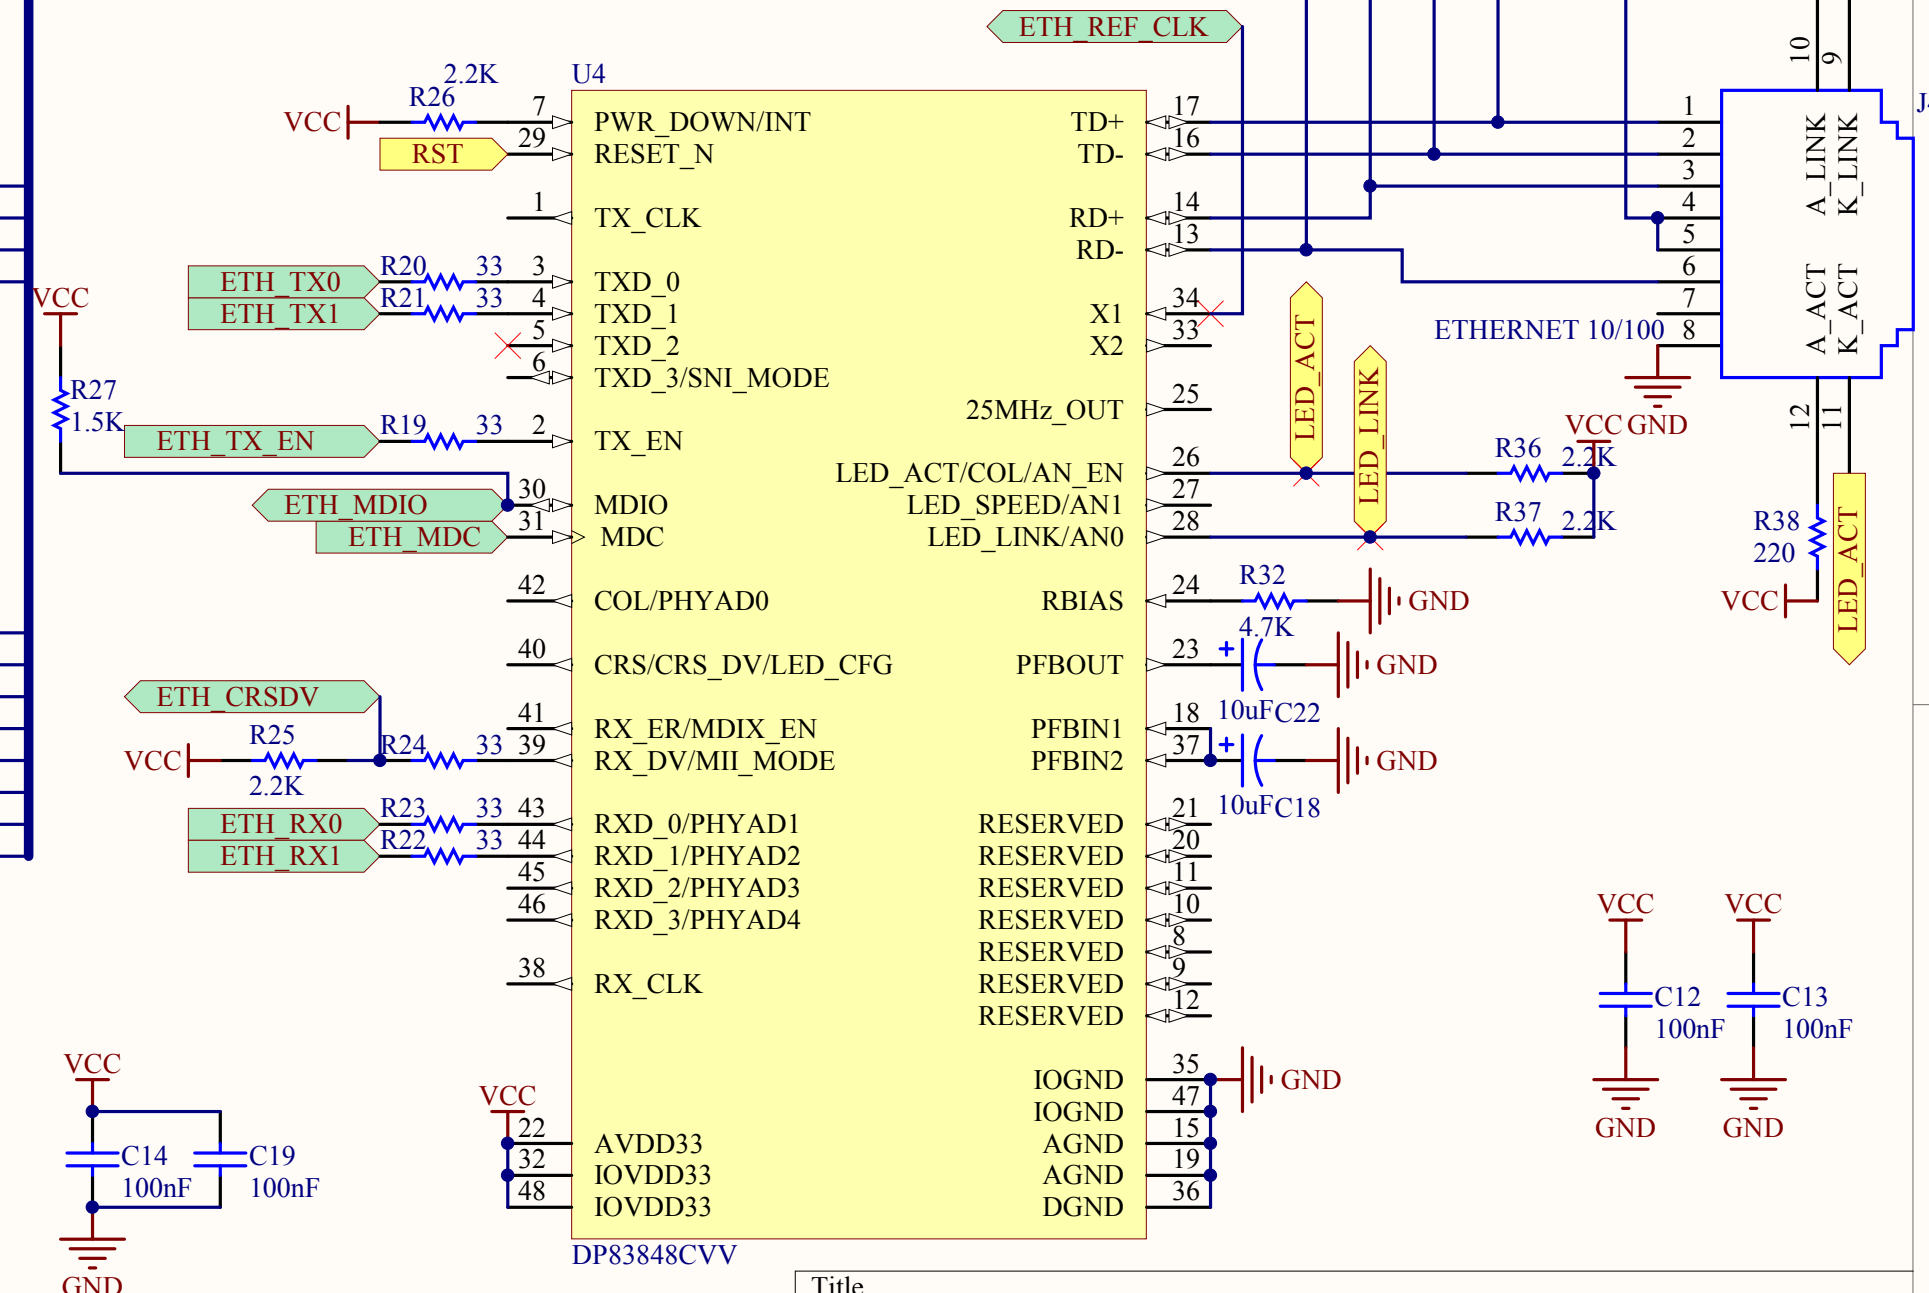 ETH_REF_CLK
10
9
2.2K
U4
R26
7
VCC
PWR_DOWN/INT
TD+
17
1
29
RST
RESET_N
TD-
16
2
3
1
TX_CLK
RD+
14
4
RD-
13
5
A_LINK
K_LINK
ETH_TX0
R20
33
3
TXD_0
6
ETH_TX1
R21
33
4
TXD_1
X1
34
7
VCC
5
TXD_2
X2
33
ETHERNET 10/100
8
A_ACT
K_ACT
6
TXD_3/SNI_MODE
LED_ACT
LED_LINK
R27
1.5K
25MHz_OUT
25
12
11
ETH_TX_EN
R19
33
2
TX_EN
VCC
GND
LED_ACT/COL/AN_EN
26
R36
2.2K
ETH_MDIO
30
MDIO
LED_SPEED/AN1
27
ETH_MDC
31
MDC
LED_LINK/AN0
28
R37
2.2K
R38
220
LED_ACT
VCC
42
COL/PHYAD0
RBIAS
24
R32
4.7K
GND
40
CRS/CRS_DV/LED_CFG
PFBOUT
23
+
GND
10uF
C22
ETH_CRSDV
41
RX_ER/MDIX_EN
PFBIN1
18
VCC
R25
2.2K
R24
33
39
RX_DV/MII_MODE
PFBIN2
37
+
GND
10uF
C18
ETH_RX0
R23
33
43
RXD_0/PHYAD1
RESERVED
21
ETH_RX1
R22
33
44
RXD_1/PHYAD2
RESERVED
20
45
RXD_2/PHYAD3
RESERVED
11
46
RXD_3/PHYAD4
RESERVED
10
RESERVED
8
38
RX_CLK
RESERVED
9
RESERVED
12
VCC
C12
100nF
GND
VCC
C13
100nF
GND
VCC
C14
100nF
C19
100nF
GND
VCC
IOGND
35
GND
IOGND
47
22
AVDD33
AGND
15
32
IOVDD33
AGND
19
48
IOVDD33
DGND
36
DP83848CVV
Title